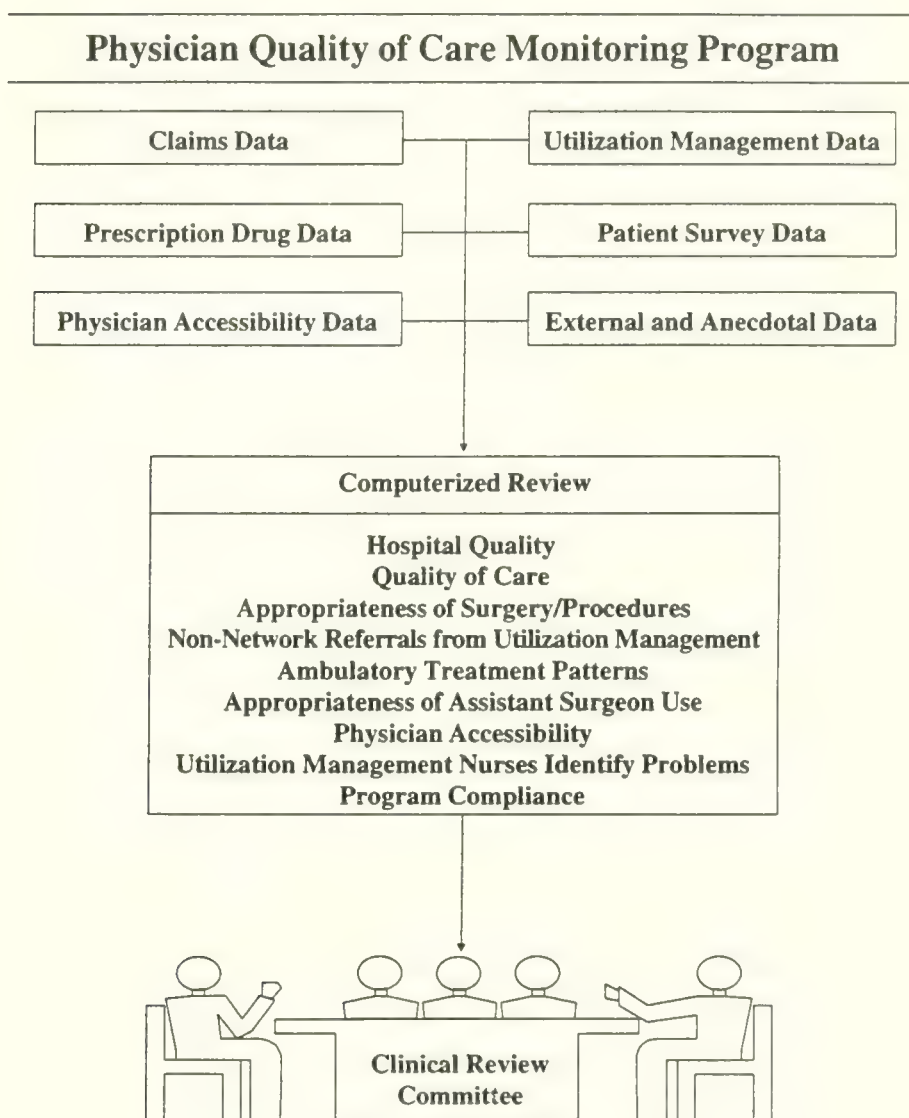 Physician Quality of Care Monitoring Program
Claims Data
Utilization Management Data
Prescription Drug Data
Patient Survey Data
Physician Accessibility Data
External and Anecdotal Data
Computerized Review
Hospital Quality
Quality of Care
Appropriateness of Surgery/Procedures
Non-Network Referrals from Utilization Management
Ambulatory Treatment Patterns
Appropriateness of Assistant Surgeon Use
Physician Accessibility
Utilization Management Nurses Identify Problems
Program Compliance
Clinical Review
Committee